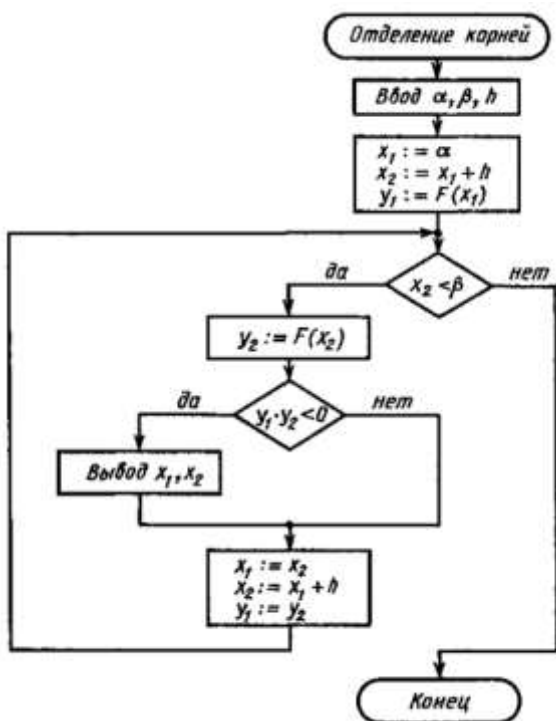 Отделение корней
Ввод α, β, h
x₁ := α
x₂ := x₁ + h
y₁ := F(x₁)
да
x₂ < β
нет
y₂ := F(x₂)
да
y₁·y₂ < 0
нет
Вывод x₁, x₂
x₁ := x₂
x₂ := x₁ + h
y₁ := y₂
Конец